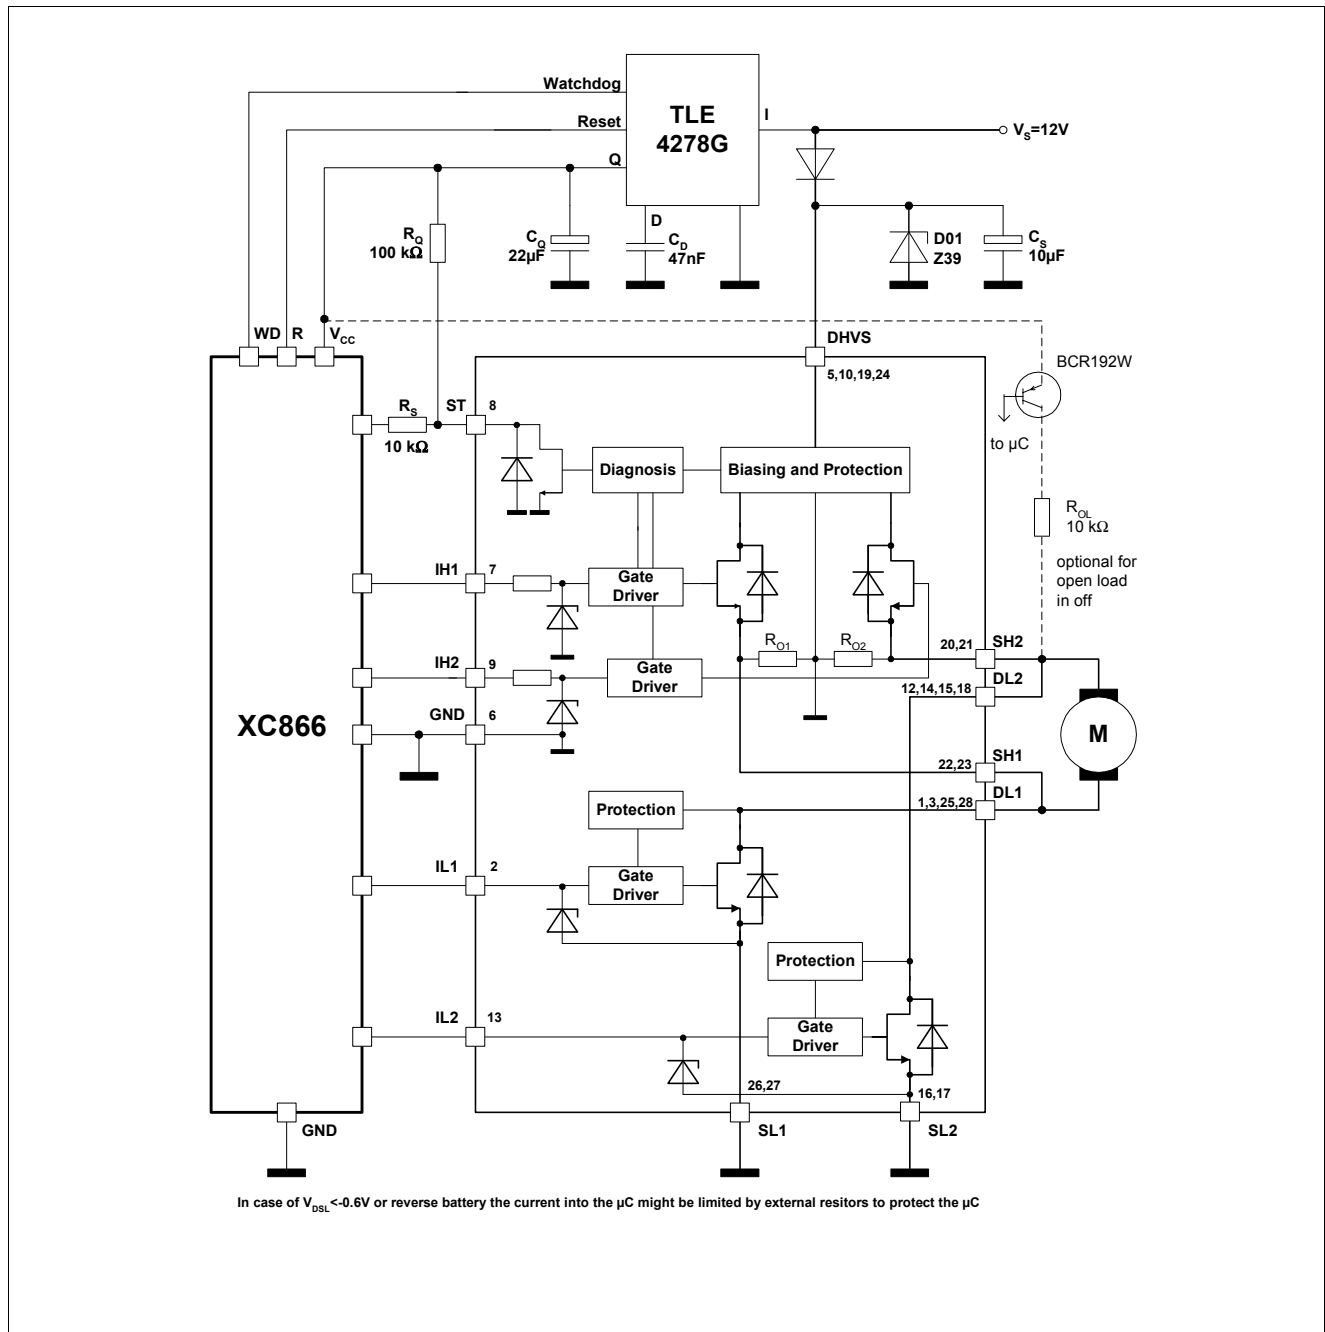 Watchdog
Reset
Q
TLE
4278G
I
V_S=12V
D
R_Q
100 kΩ
C_Q
22µF
C_D
47nF
D01
Z39
C_S
10µF
WD R V_CC
DHVS
5,10,19,24
BCR192W
to µC
R_S
10 kΩ
ST
8
Diagnosis
Biasing and Protection
R_OL
10 kΩ
optional for
open load
in off
IH1
7
Gate
Driver
R_O1
R_O2
20,21
SH2
IH2
9
Gate
Driver
DL2
12,14,15,18
GND
6
XC866
M
22,23
SH1
DL1
1,3,25,28
Protection
IL1
2
Gate
Driver
Protection
IL2
13
Gate
Driver
26,27
16,17
GND
SL1
SL2
In case of V_DSL<-0.6V or reverse battery the current into the µC might be limited by external resitors to protect the µC